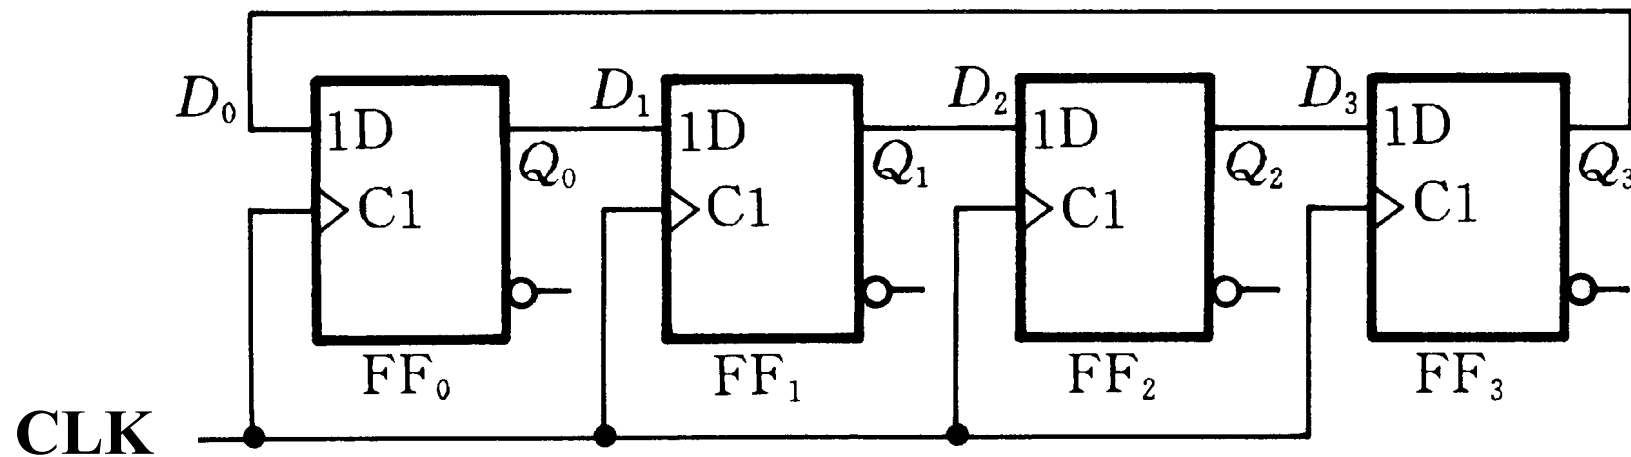 D₀ D₁ D₂ D₃
1D 1D 1D 1D
Q₀ Q₁ Q₂ Q₃
C1 C1 C1 C1
FF₀ FF₁ FF₂ FF₃
CLK